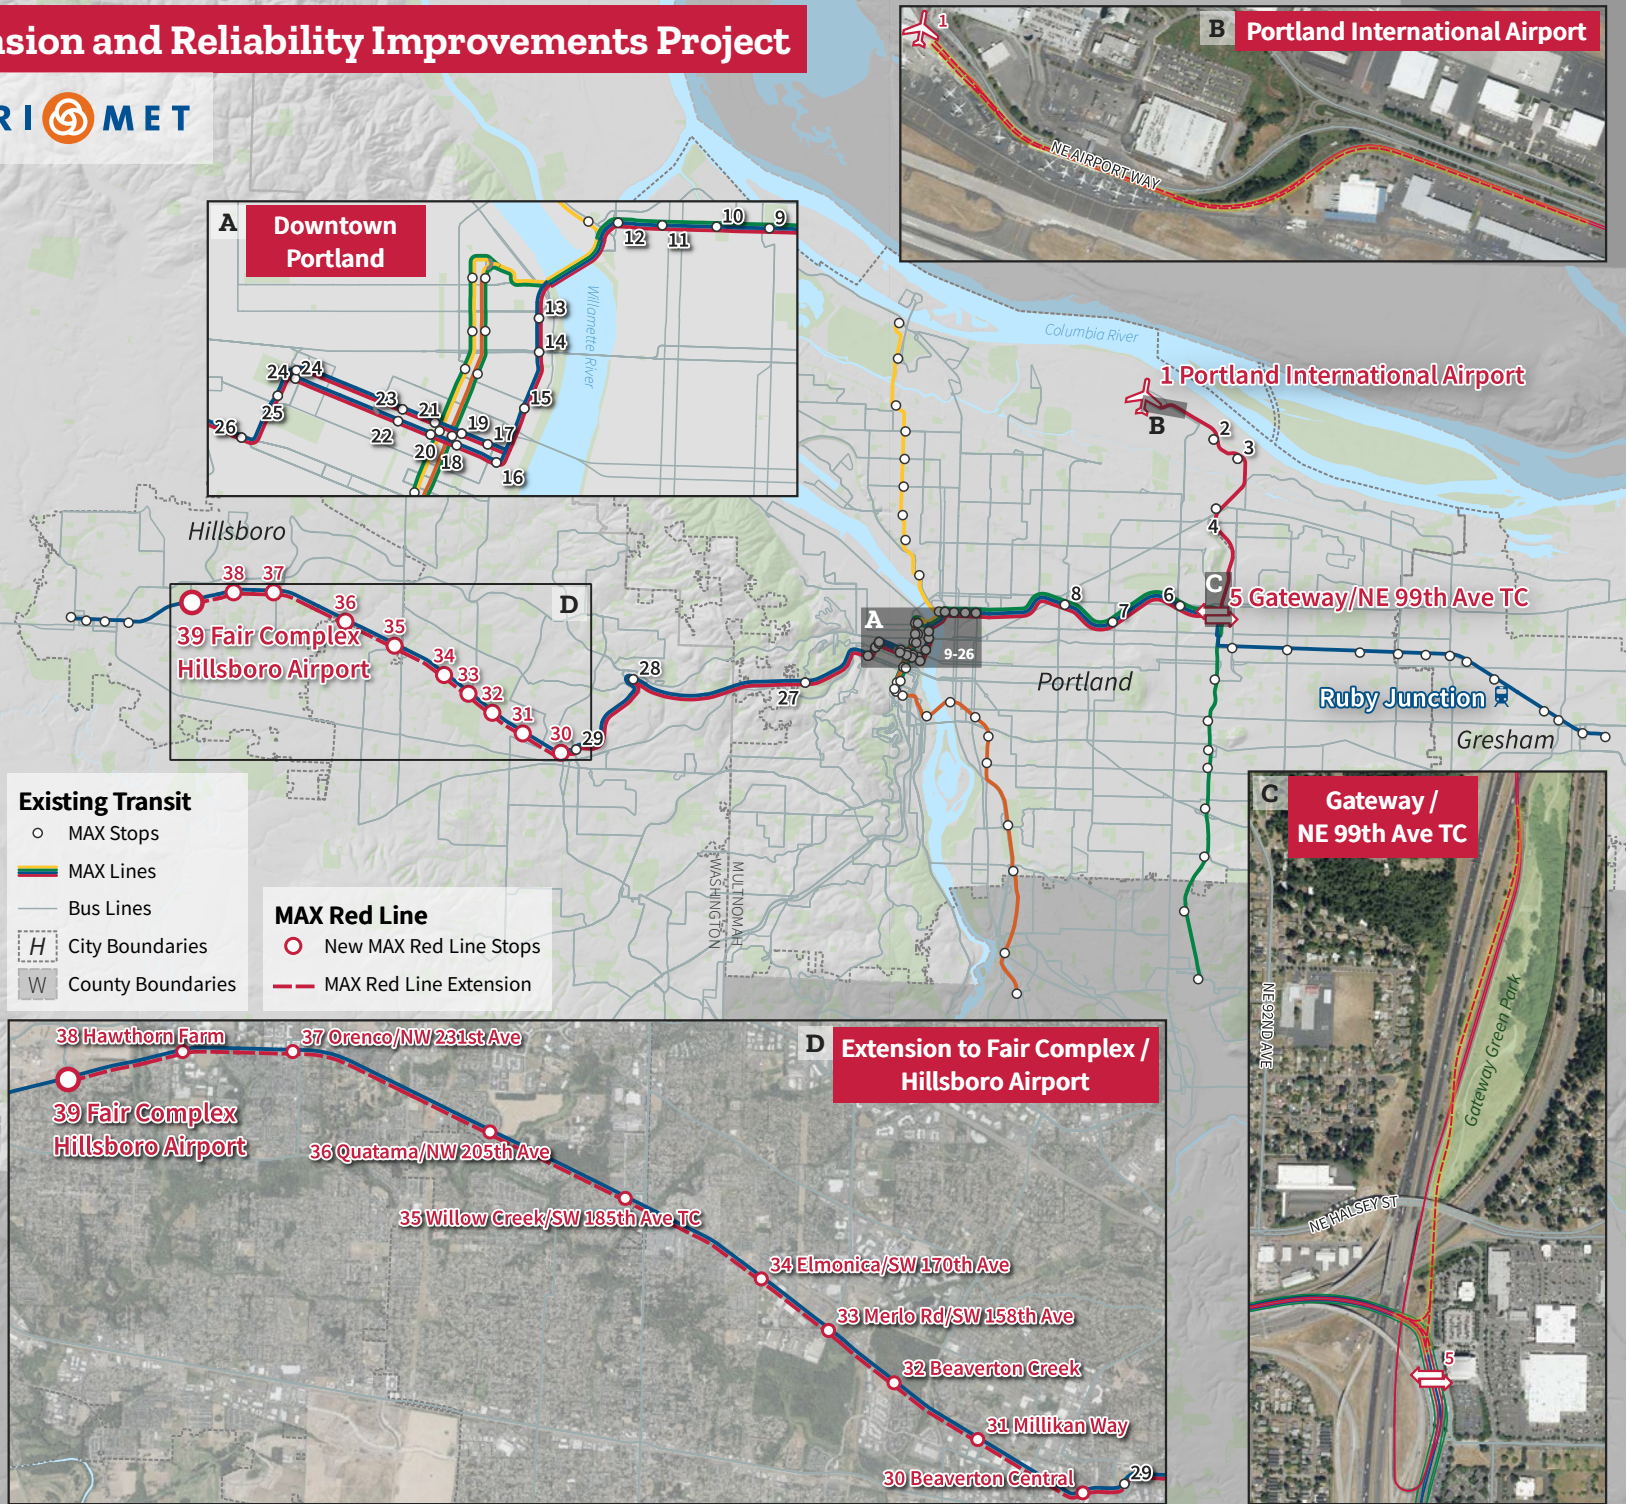 nsion and Reliability Improvements Project
RI MET
A
Downtown
Portland
12
11
10
9
13
14
15
16
17
18
19
20
21
22
23
24
24
25
26
Willamette River
B
Portland International Airport
1
NE AIRPORT WAY
Columbia River
1 Portland International Airport
B
2
3
4
C
5 Gateway/NE 99th Ave TC
6
7
8
A
9-26
Portland
Ruby Junction
Gresham
Hillsboro
38
37
36
35
34
33
32
31
30
29
28
27
D
39 Fair Complex
Hillsboro Airport
WASHINGTON
MULTNOMAH
Existing Transit
MAX Stops
MAX Lines
Bus Lines
H
City Boundaries
W
County Boundaries
MAX Red Line
New MAX Red Line Stops
MAX Red Line Extension
C
Gateway /
NE 99th Ave TC
NE 92ND AVE
Gateway Green Park
NE HALSEY ST
5
D
Extension to Fair Complex /
Hillsboro Airport
38 Hawthorn Farm
37 Orenco/NW 231st Ave
39 Fair Complex
Hillsboro Airport
36 Quatama/NW 205th Ave
35 Willow Creek/SW 185th Ave TC
34 Elmonica/SW 170th Ave
33 Merlo Rd/SW 158th Ave
32 Beaverton Creek
31 Millikan Way
30 Beaverton Central
29